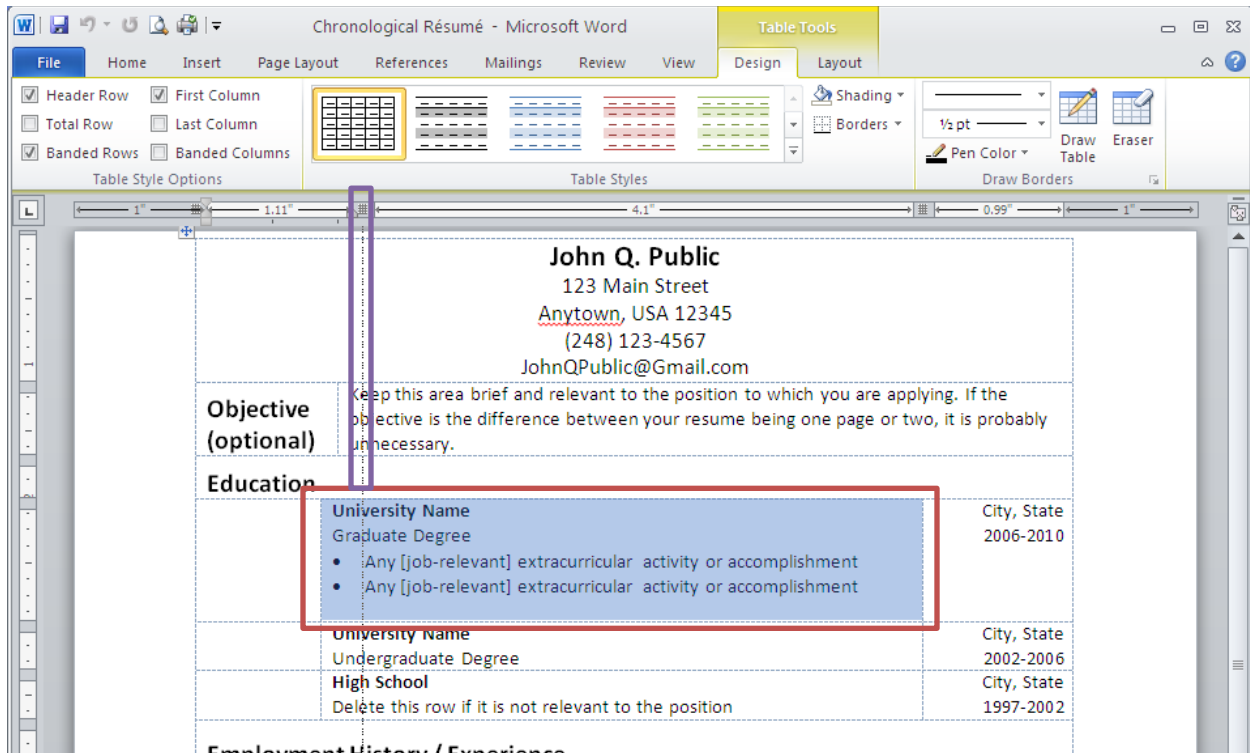 Chronological Résumé - Microsoft Word
Table Tools
File Home Insert Page Layout References Mailings Review View Design Layout
Header Row First Column
Total Row Last Column
Banded Rows Banded Columns
Table Style Options
Table Styles
Shading
Borders
½ pt
Pen Color
Draw Table
Eraser
Draw Borders
1" 1.11" 4.1" 0.99" 1"
John Q. Public
123 Main Street
Anytown, USA 12345
(248) 123-4567
JohnQPublic@Gmail.com
Objective
(optional)
Keep this area brief and relevant to the position to which you are applying. If the
objective is the difference between your resume being one page or two, it is probably
unnecessary.
Education
University Name City, State
Graduate Degree 2006-2010
• Any [job-relevant] extracurricular activity or accomplishment
• Any [job-relevant] extracurricular activity or accomplishment
University Name City, State
Undergraduate Degree 2002-2006
High School City, State
Delete this row if it is not relevant to the position 1997-2002
Employment History / Experience